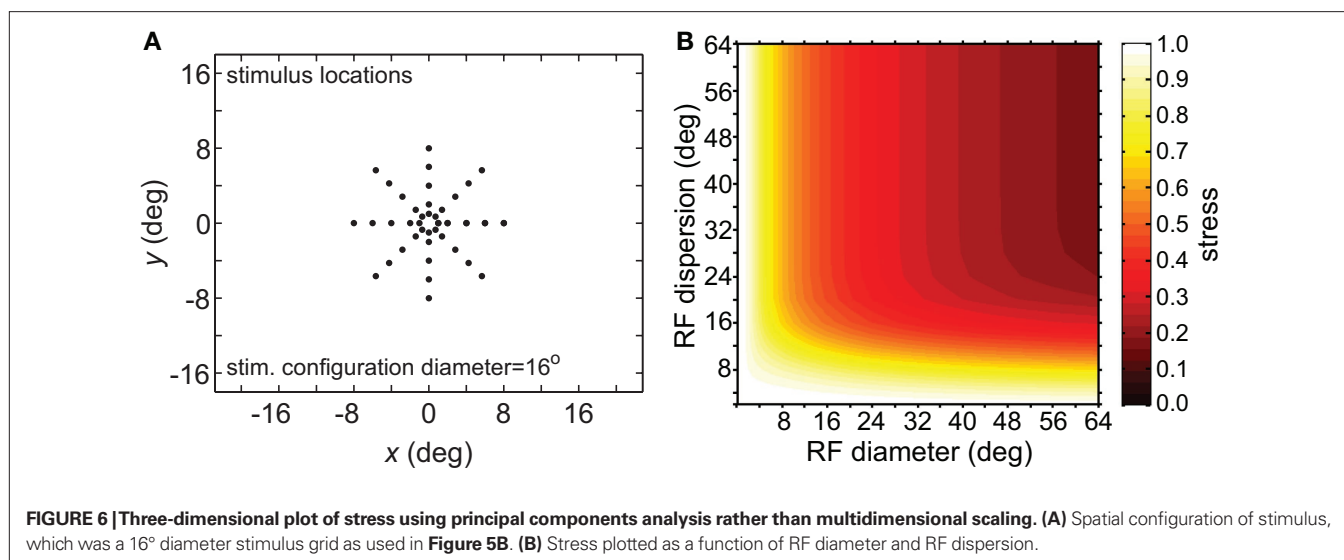 A
stimulus locations
16
8
0
-8
-16
y (deg)
stim. configuration diameter=16°
-16
-8
0
8
16
x (deg)
B
64
56
48
40
32
24
16
8
RF dispersion (deg)
8 16 24 32 40 48 56 64
RF diameter (deg)
1.0
0.9
0.8
0.7
0.6
0.5
0.4
0.3
0.2
0.1
0.0
stress
FIGURE 6 | Three-dimensional plot of stress using principal components analysis rather than multidimensional scaling. (A) Spatial configuration of stimulus,
which was a 16° diameter stimulus grid as used in Figure 5B. (B) Stress plotted as a function of RF diameter and RF dispersion.